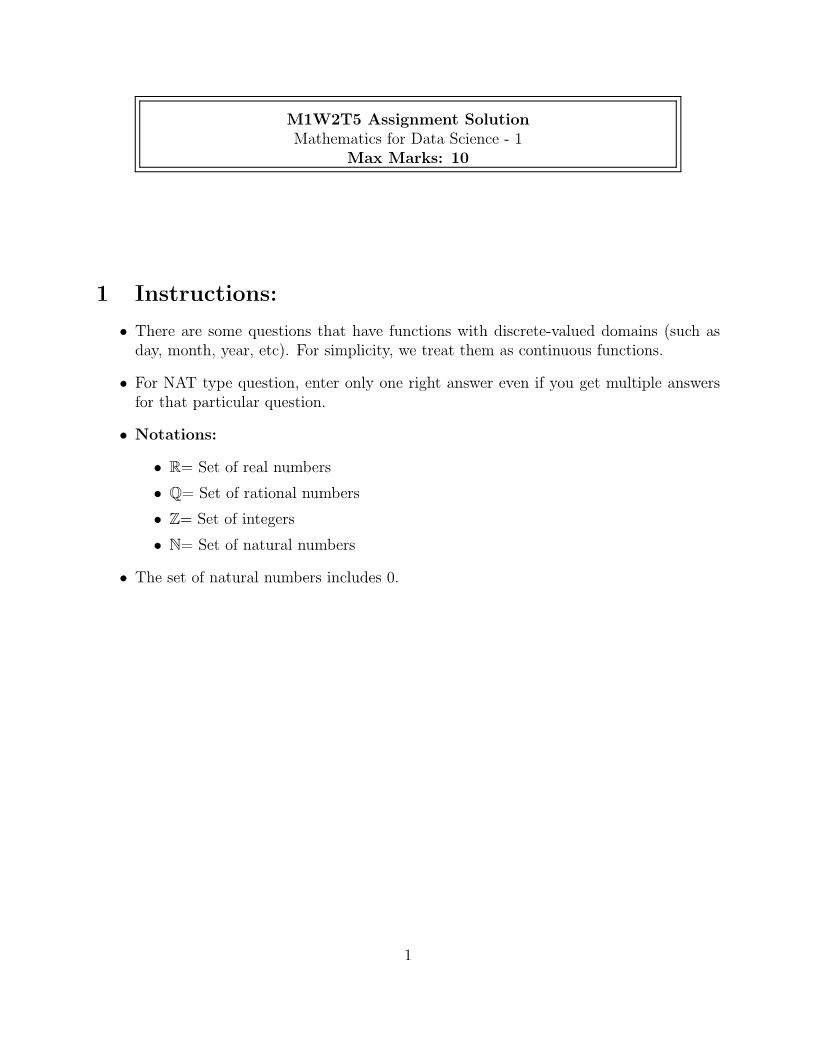 M1W2T5 Assignment Solution
Mathematics for Data Science - 1
Max Marks: 10
1 Instructions:
• There are some questions that have functions with discrete-valued domains (such as
day, month, year, etc). For simplicity, we treat them as continuous functions.
• For NAT type question, enter only one right answer even if you get multiple answers
for that particular question.
• Notations:
• ℝ= Set of real numbers
• ℚ= Set of rational numbers
• ℤ= Set of integers
• ℕ= Set of natural numbers
• The set of natural numbers includes 0.
1